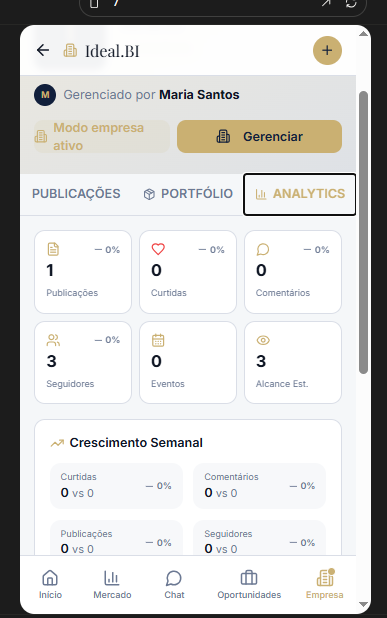 Ideal.BI
M Gerenciado por Maria Santos
Modo empresa
ativo
Gerenciar
PUBLICAÇÕES PORTFÓLIO ANALYTICS
— 0% — 0% — 0%
1 0 0
Publicações Curtidas Comentários
— 0%
3 0 3
Seguidores Eventos Alcance Est.
Crescimento Semanal
Curtidas Comentários
0 vs 0 — 0% 0 vs 0 — 0%
Publicações Seguidores
0 vs 0 — 0% 0 vs 0 — 0%
Início Mercado Chat Oportunidades Empresa